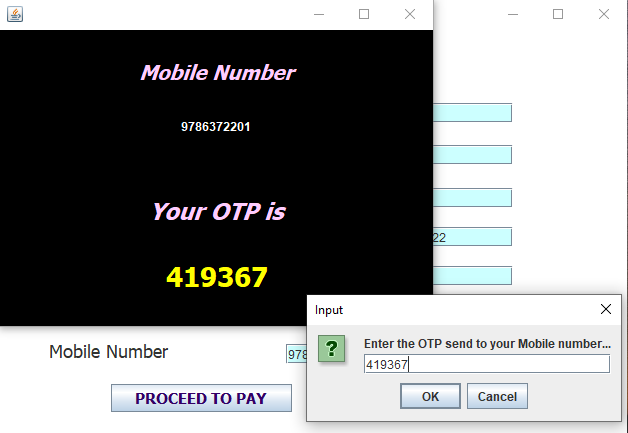 Mobile Number
9786372201
Your OTP is
419367
22
Input
Enter the OTP send to your Mobile number...
419367
OK
Cancel
Mobile Number
978
PROCEED TO PAY